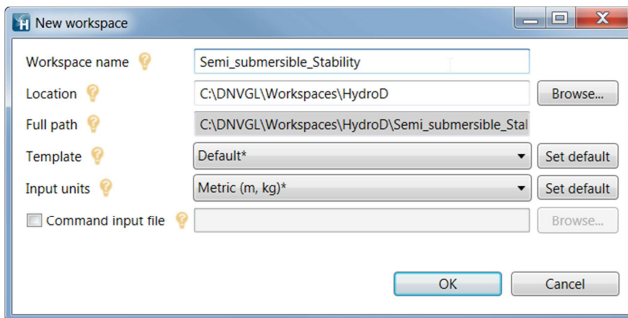 New workspace
Workspace name Semi_submersible_Stability
Location C:\DNVGL\Workspaces\HydroD Browse...
Full path C:\DNVGL\Workspaces\HydroD\Semi_submersible_Stal
Template Default* Set default
Input units Metric (m, kg)* Set default
Command input file Browse...
OK Cancel